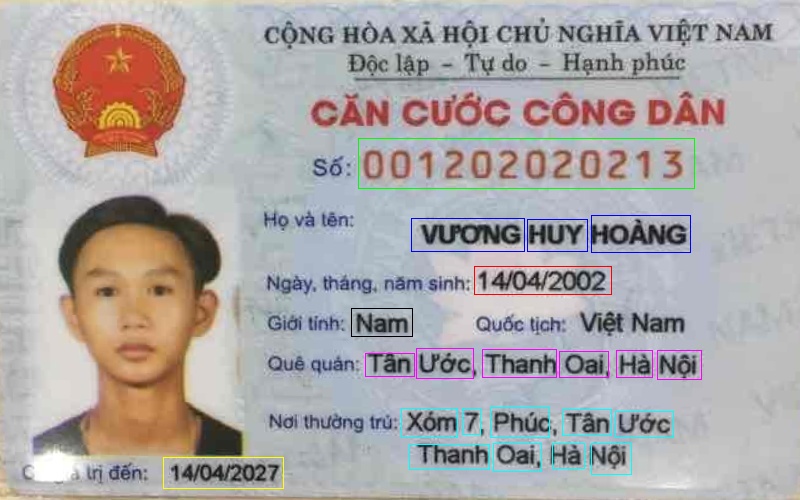 CỘNG HÒA XÃ HỘI CHỦ NGHĨA VIỆT NAM
Độc lập - Tự do - Hạnh phúc
CĂN CƯỚC CÔNG DÂN
Số: 001202020213
Họ và tên: VƯƠNG HUY HOÀNG
Ngày, tháng, năm sinh: 14/04/2002
Giới tính: Nam Quốc tịch: Việt Nam
Quê quán: Tân Ước, Thanh Oai, Hà Nội
Nơi thường trú: Xóm 7, Phúc, Tân Ước
Thanh Oai, Hà Nội
trị đến: 14/04/2027